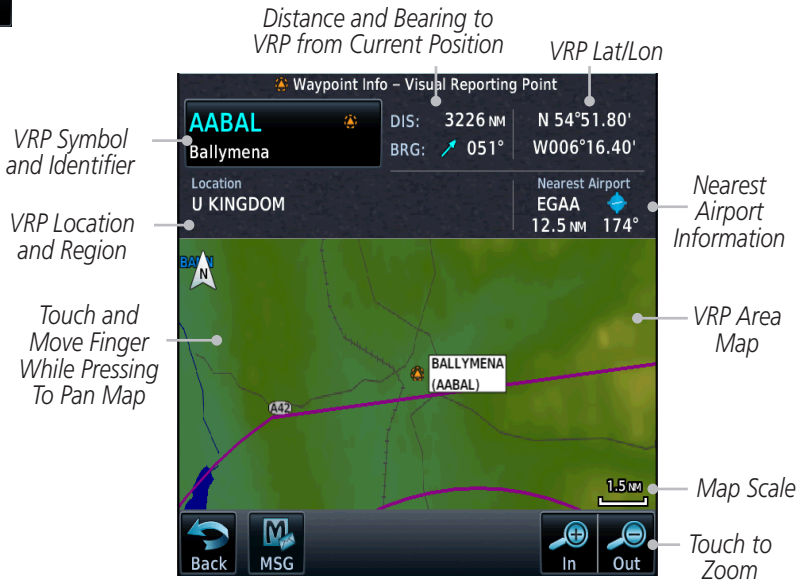 Distance and Bearing to
VRP from Current Position
VRP Lat/Lon
Waypoint Info – Visual Reporting Point
VRP Symbol
and Identifier
AABAL
Ballymena
DIS: 3226 NM
BRG: 051°
N 54°51.80'
W006°16.40'
VRP Location
and Region
Location
U KINGDOM
Nearest Airport
EGAA
12.5 NM 174°
Nearest
Airport
Information
N
Touch and
Move Finger
While Pressing
To Pan Map
VRP Area
Map
BALLYMENA
(AABAL)
A42
1.5 NM
Map Scale
Back
MSG
In
Out
Touch to
Zoom